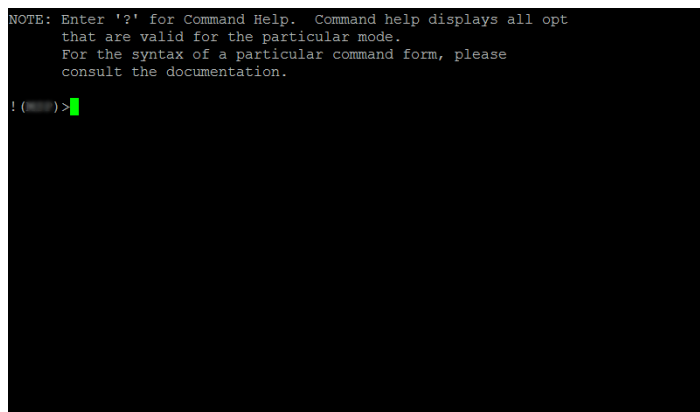 NOTE: Enter '?' for Command Help.  Command help displays all opt
that are valid for the particular mode.
For the syntax of a particular command form, please
consult the documentation.
!( )>